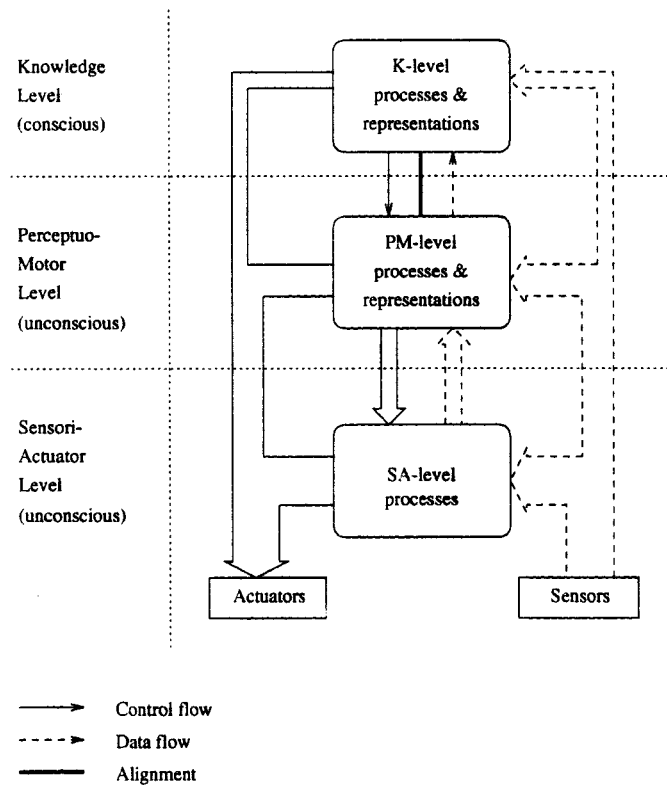 Knowledge
Level
(conscious)
K-level
processes &
representations
Perceptuo-
Motor
Level
(unconscious)
PM-level
processes &
representations
Sensori-
Actuator
Level
(unconscious)
SA-level
processes
Actuators
Sensors
Control flow
Data flow
Alignment